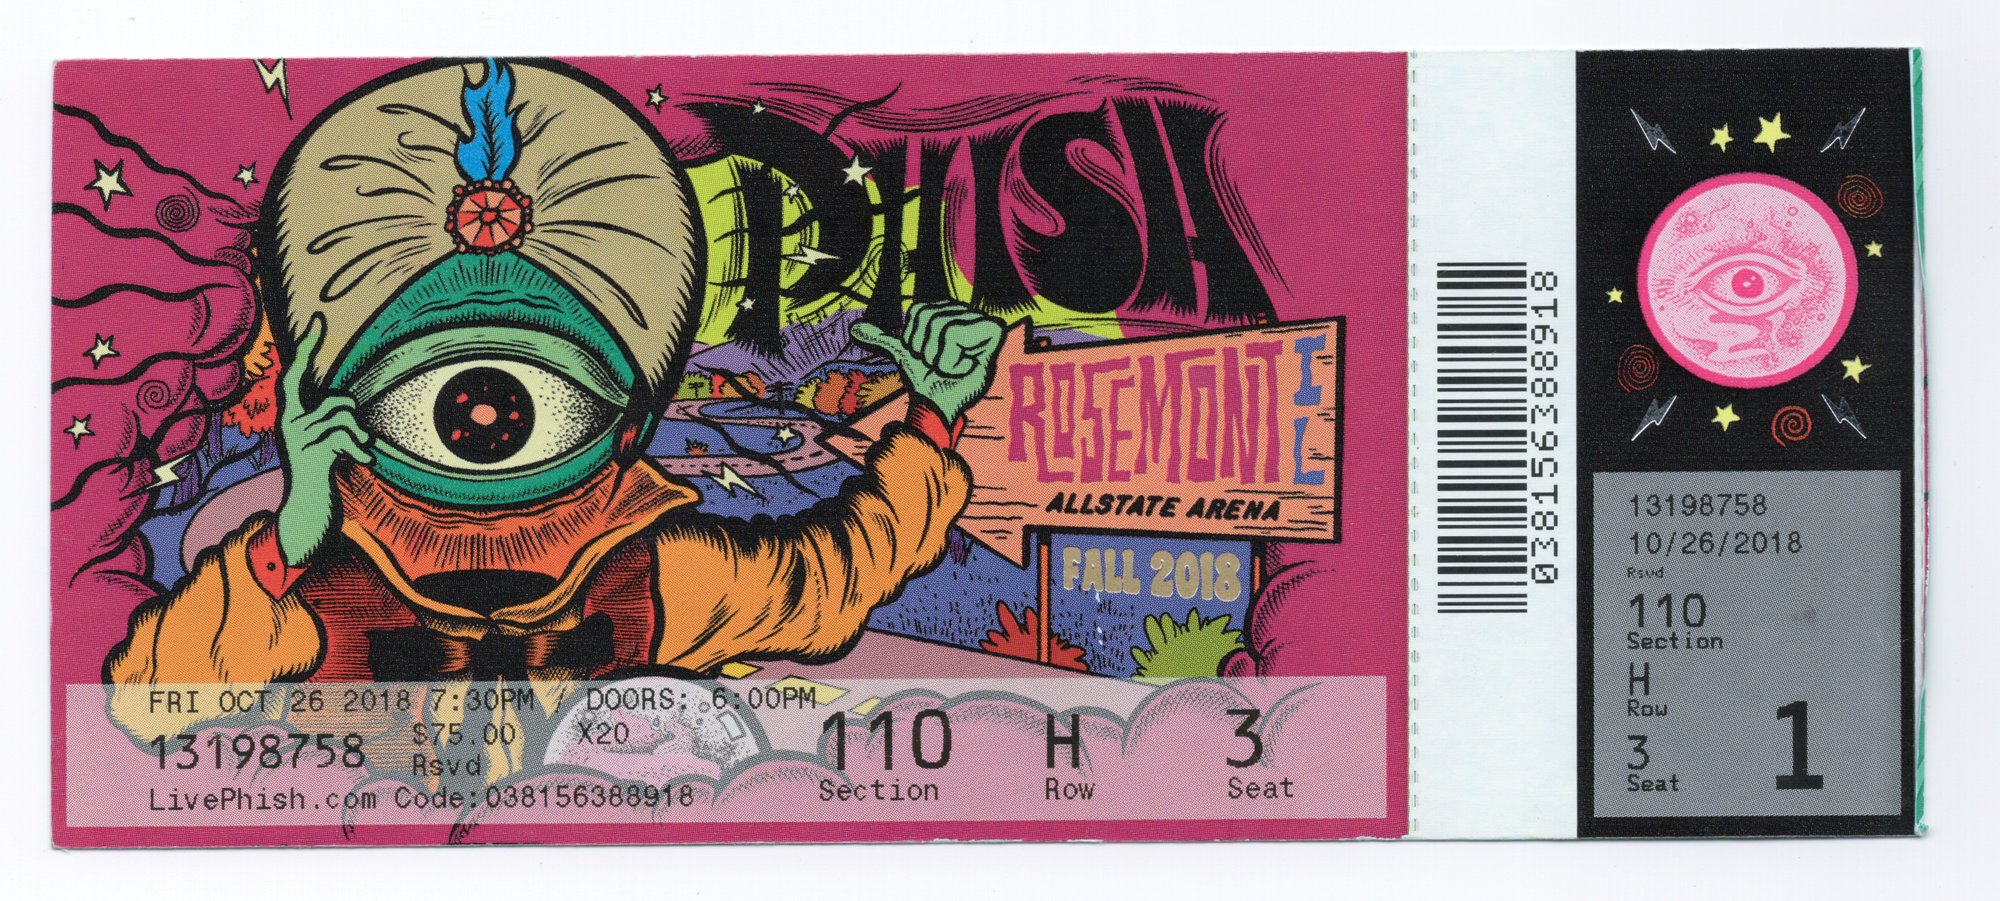 PHISH
ROSEMONT IL
ALLSTATE ARENA
FALL 2018
FRI OCT 26 2018 7:30PM / DOORS: 6:00PM
13198758
$75.00
X20
Rsvd
LivePhish.com Code:038156388918
110
Section
H
Row
3
Seat
038156388918
13198758
10/26/2018
Rsvd
110
Section
H
Row
3
Seat
1